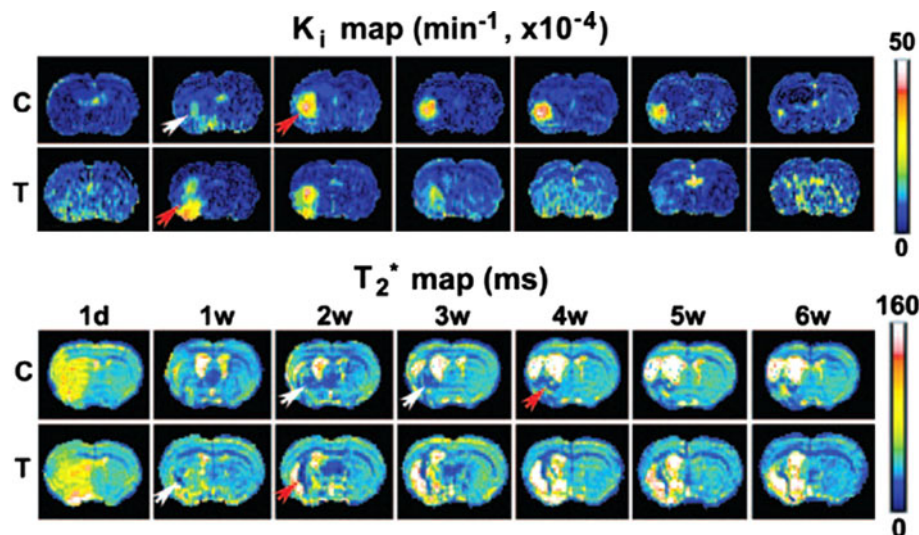 Kᵢ map (min⁻¹, x10⁻⁴)
50
C
T
0
T₂* map (ms)
1d 1w 2w 3w 4w 5w 6w
160
C
T
0